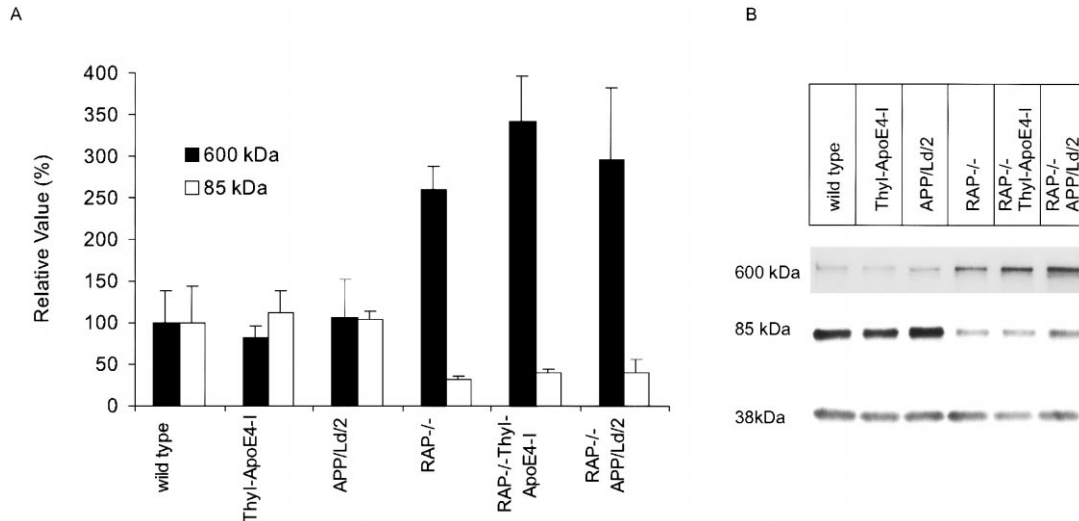 A
B
400
350
300
250
200
150
100
50
0
Relative Value (%)
600 kDa
85 kDa
wild type
Thyl-ApoE4-I
APP/Ld/2
RAP-/-
RAP-/-Thyl-
ApoE4-I
RAP-/-
APP/Ld/2
wild type
Thyl-ApoE4-I
APP/Ld/2
RAP-/-
RAP-/-
Thyl-ApoE4-I
RAP-/-
APP/Ld/2
600 kDa
85 kDa
38kDa